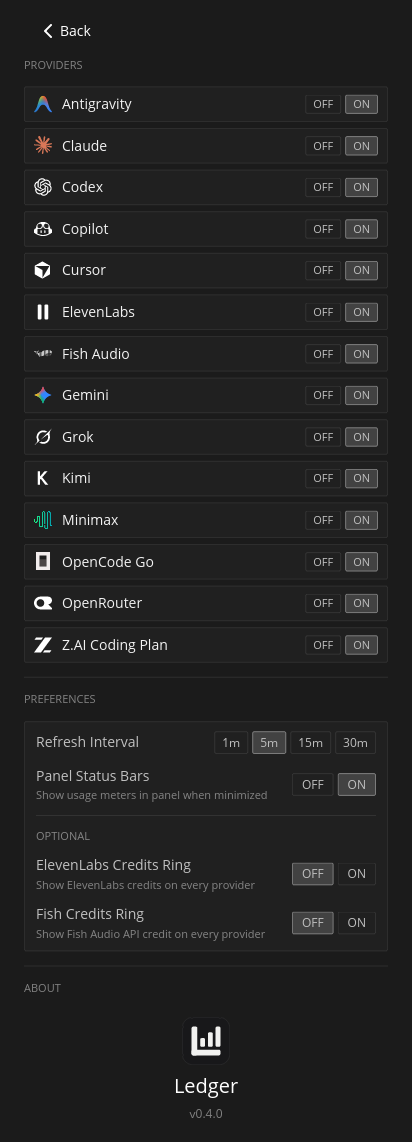 Back
PROVIDERS
Antigravity OFF ON
Claude OFF ON
Codex OFF ON
Copilot OFF ON
Cursor OFF ON
ElevenLabs OFF ON
Fish Audio OFF ON
Gemini OFF ON
Grok OFF ON
Kimi OFF ON
Minimax OFF ON
OpenCode Go OFF ON
OpenRouter OFF ON
Z.AI Coding Plan OFF ON
PREFERENCES
Refresh Interval 1m 5m 15m 30m
Panel Status Bars OFF ON
Show usage meters in panel when minimized
OPTIONAL
ElevenLabs Credits Ring OFF ON
Show ElevenLabs credits on every provider
Fish Credits Ring OFF ON
Show Fish Audio API credit on every provider
ABOUT
Ledger
v0.4.0